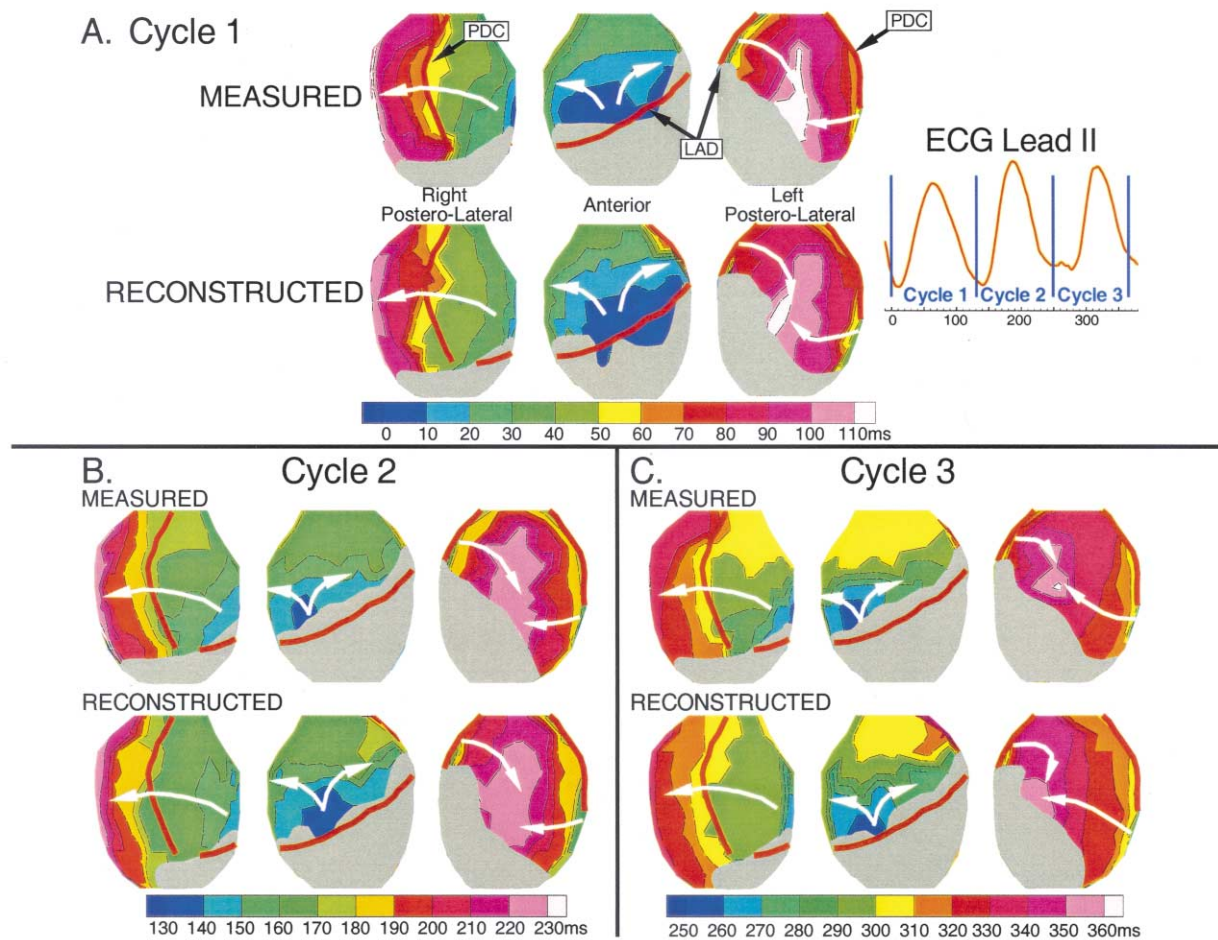 A. Cycle 1
PDC
PDC
MEASURED
LAD
ECG Lead II
Right
Postero-Lateral
Anterior
Left
Postero-Lateral
RECONSTRUCTED
Cycle 1 Cycle 2 Cycle 3
0 100 200 300
0 10 20 30 40 50 60 70 80 90 100 110ms
B. Cycle 2
MEASURED
RECONSTRUCTED
130 140 150 160 170 180 190 200 210 220 230ms
C. Cycle 3
MEASURED
RECONSTRUCTED
250 260 270 280 290 300 310 320 330 340 350 360ms